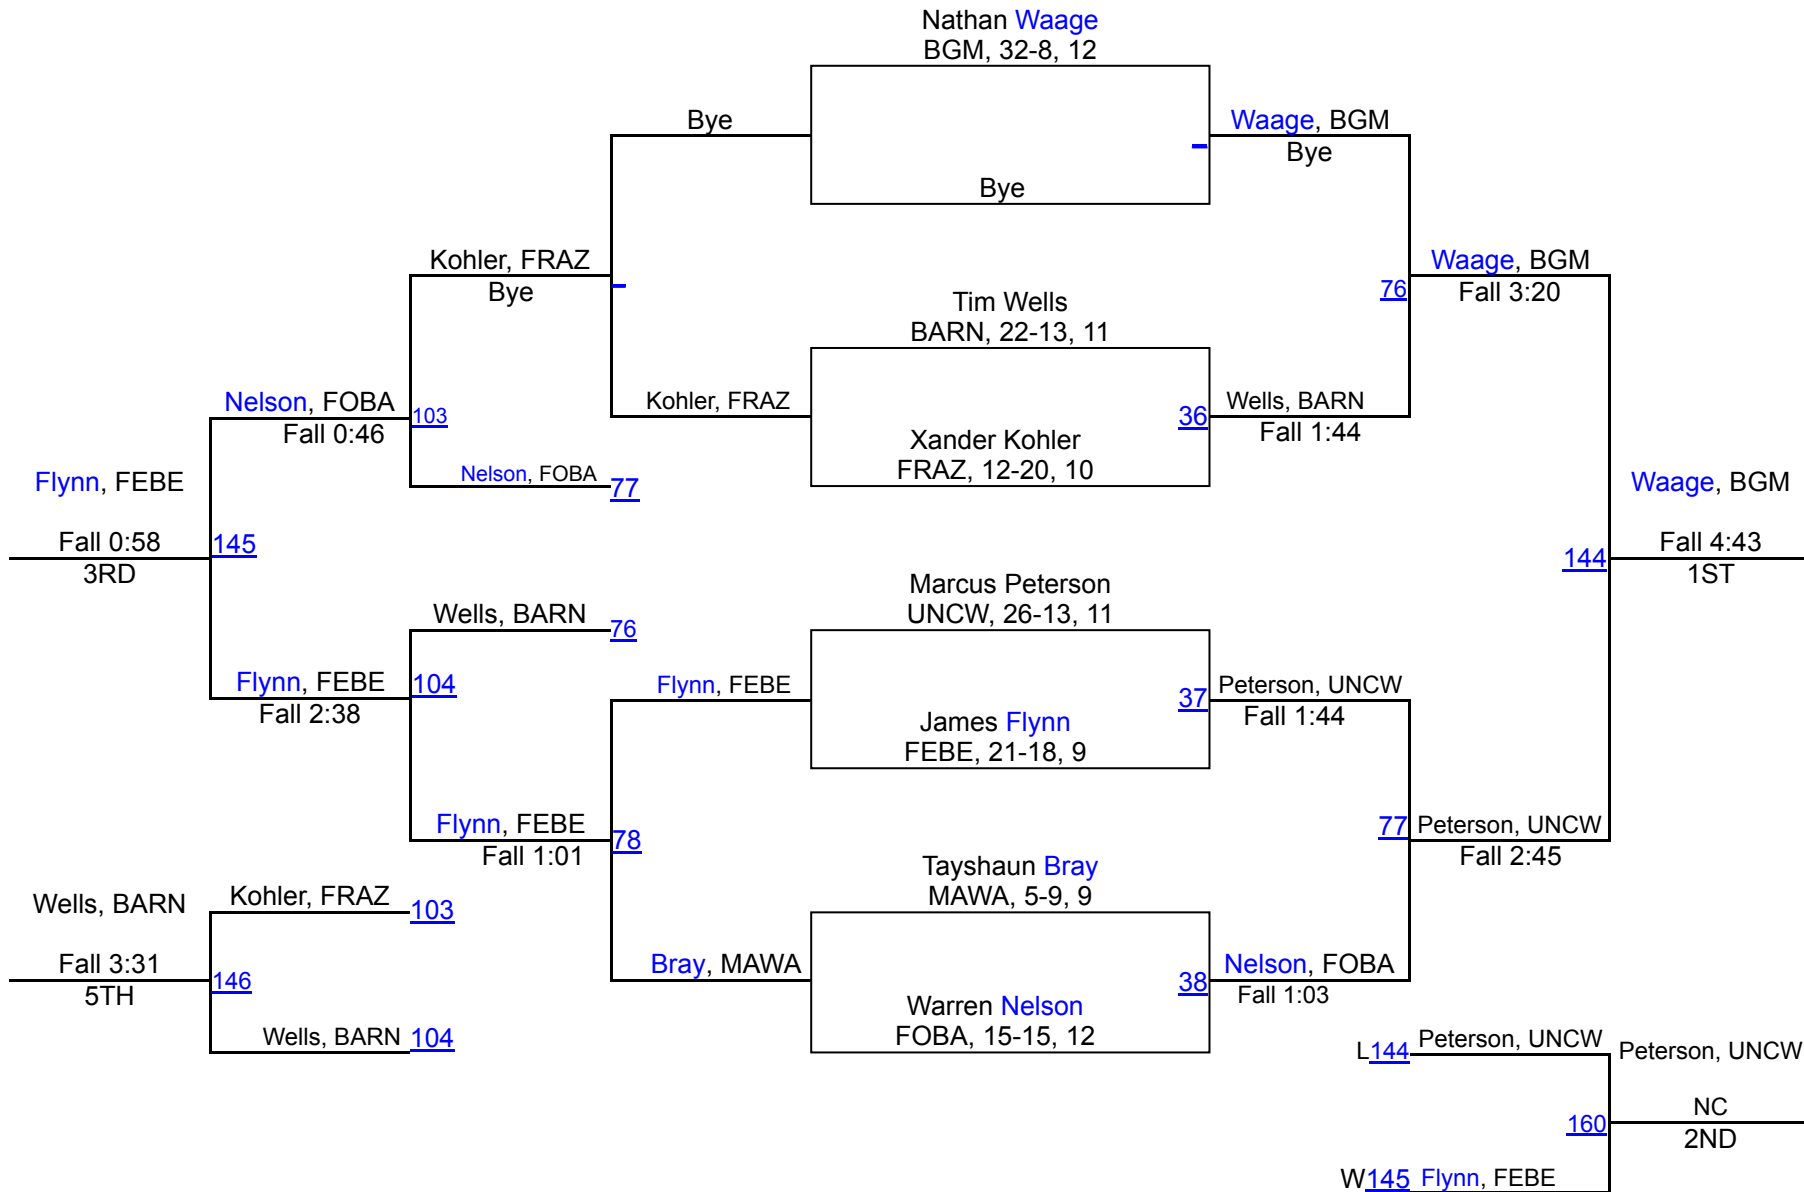 Nathan Waage
BGM, 32-8, 12
Bye
Waage, BGM
Bye
Bye
Kohler, FRAZ
Bye
Waage, BGM
76
Fall 3:20
Tim Wells
BARN, 22-13, 11
Nelson, FOBA
103
Fall 0:46
Kohler, FRAZ
36
Wells, BARN
Fall 1:44
Xander Kohler
FRAZ, 12-20, 10
Flynn, FEBE
Nelson, FOBA
77
Waage, BGM
Fall 0:58
145
3RD
144
Fall 4:43
1ST
Marcus Peterson
UNCW, 26-13, 11
Wells, BARN
76
Flynn, FEBE
104
Fall 2:38
Flynn, FEBE
37
Peterson, UNCW
Fall 1:44
James Flynn
FEBE, 21-18, 9
Flynn, FEBE
78
Fall 1:01
77
Peterson, UNCW
Fall 2:45
Tayshaun Bray
MAWA, 5-9, 9
Wells, BARN
Kohler, FRAZ
103
Fall 3:31
146
5TH
Bray, MAWA
38
Nelson, FOBA
Fall 1:03
Warren Nelson
FOBA, 15-15, 12
Wells, BARN
104
L144
Peterson, UNCW
Peterson, UNCW
160
NC
2ND
W145
Flynn, FEBE